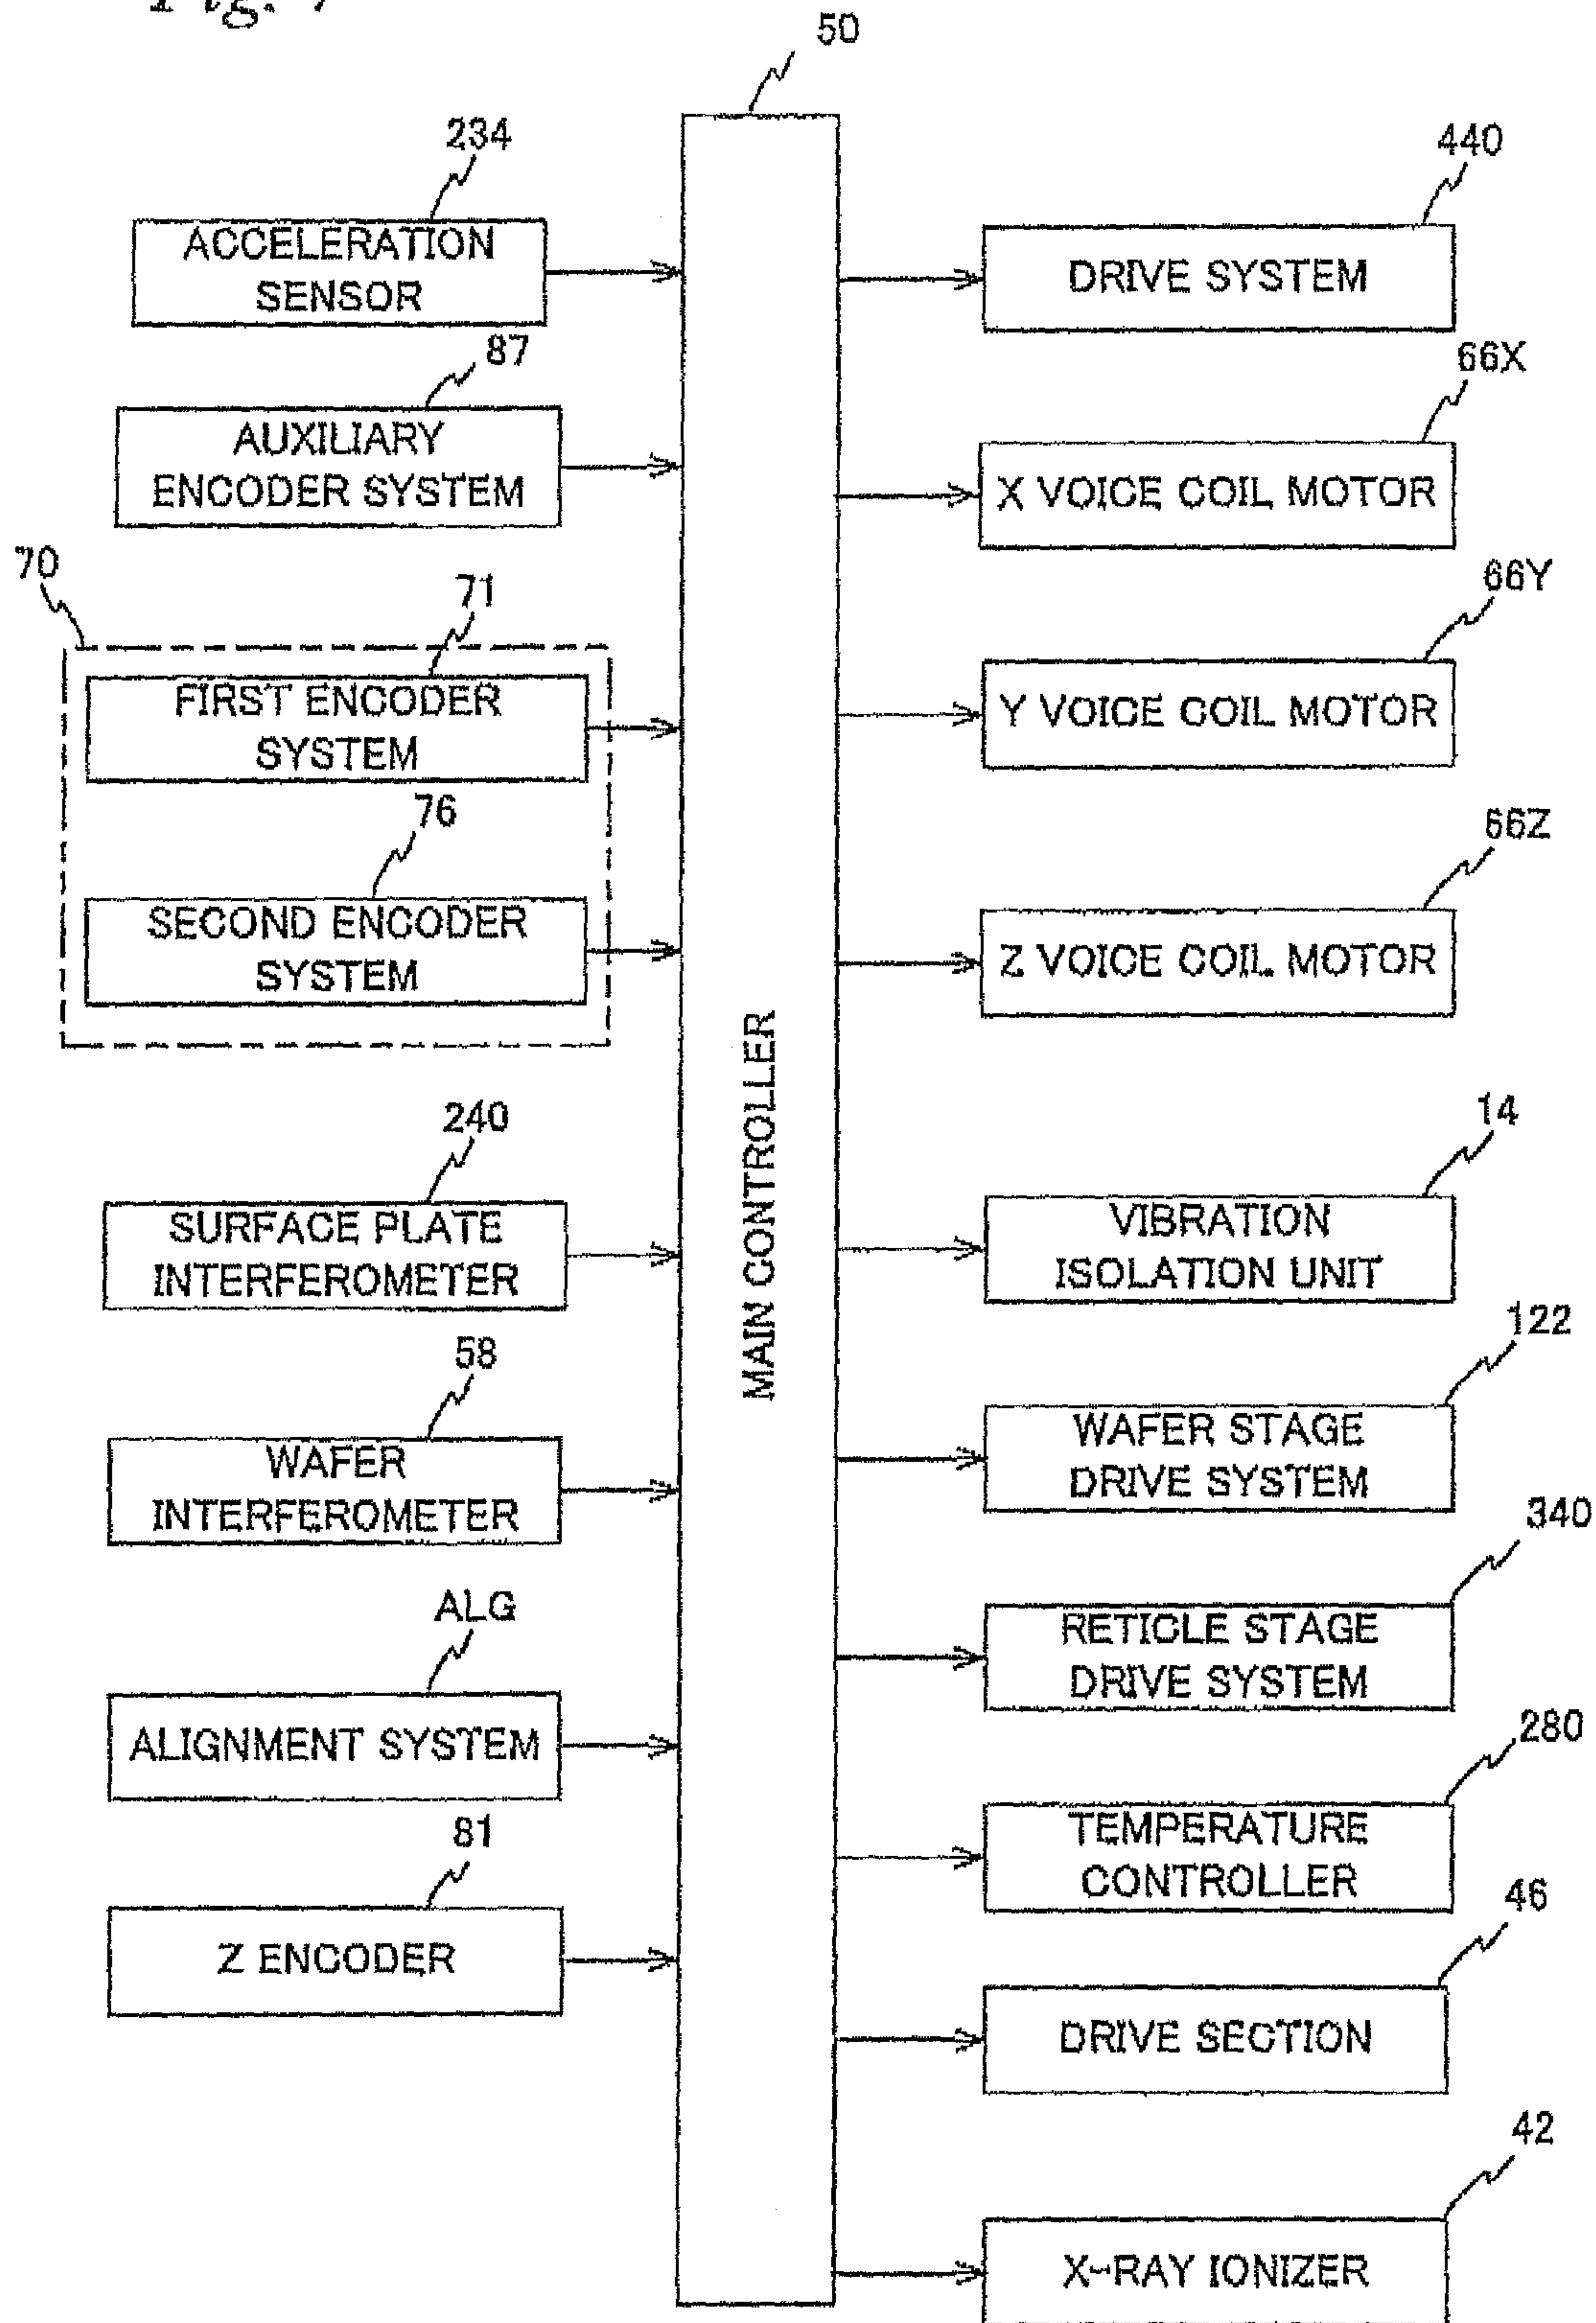 Fig. 7
50
234
ACCELERATION
SENSOR
87
AUXILIARY
ENCODER SYSTEM
70
71
FIRST ENCODER
SYSTEM
76
SECOND ENCODER
SYSTEM
240
SURFACE PLATE
INTERFEROMETER
58
WAFER
INTERFEROMETER
ALG
ALIGNMENT SYSTEM
81
Z ENCODER
MAIN CONTROLLER
440
DRIVE SYSTEM
66X
X VOICE COIL MOTOR
66Y
Y VOICE COIL MOTOR
66Z
Z VOICE COIL MOTOR
14
VIBRATION
ISOLATION UNIT
122
WAFER STAGE
DRIVE SYSTEM
340
RETICLE STAGE
DRIVE SYSTEM
280
TEMPERATURE
CONTROLLER
46
DRIVE SECTION
42
X-RAY IONIZER